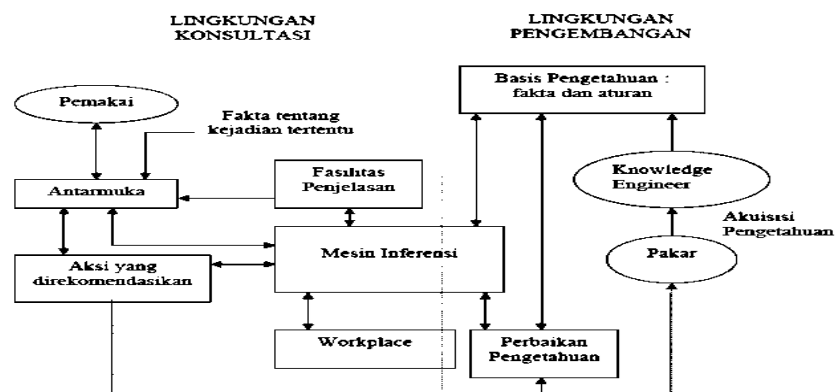 LINGKUNGAN
KONSULTASI
LINGKUNGAN
PENGEMBANGAN
Basis Pengetahuan :
fakta dan aturan
Pemakai
Fakta tentang
kejadian tertentu
Fasilitas
Penjelasan
Knowledge
Engineer
Antarmuka
Akuisisi
Pengetahuan
Mesin Inferensi
Pakar
Aksi yang
direkomendasikan
Workplace
Perbaikan
Pengetahuan